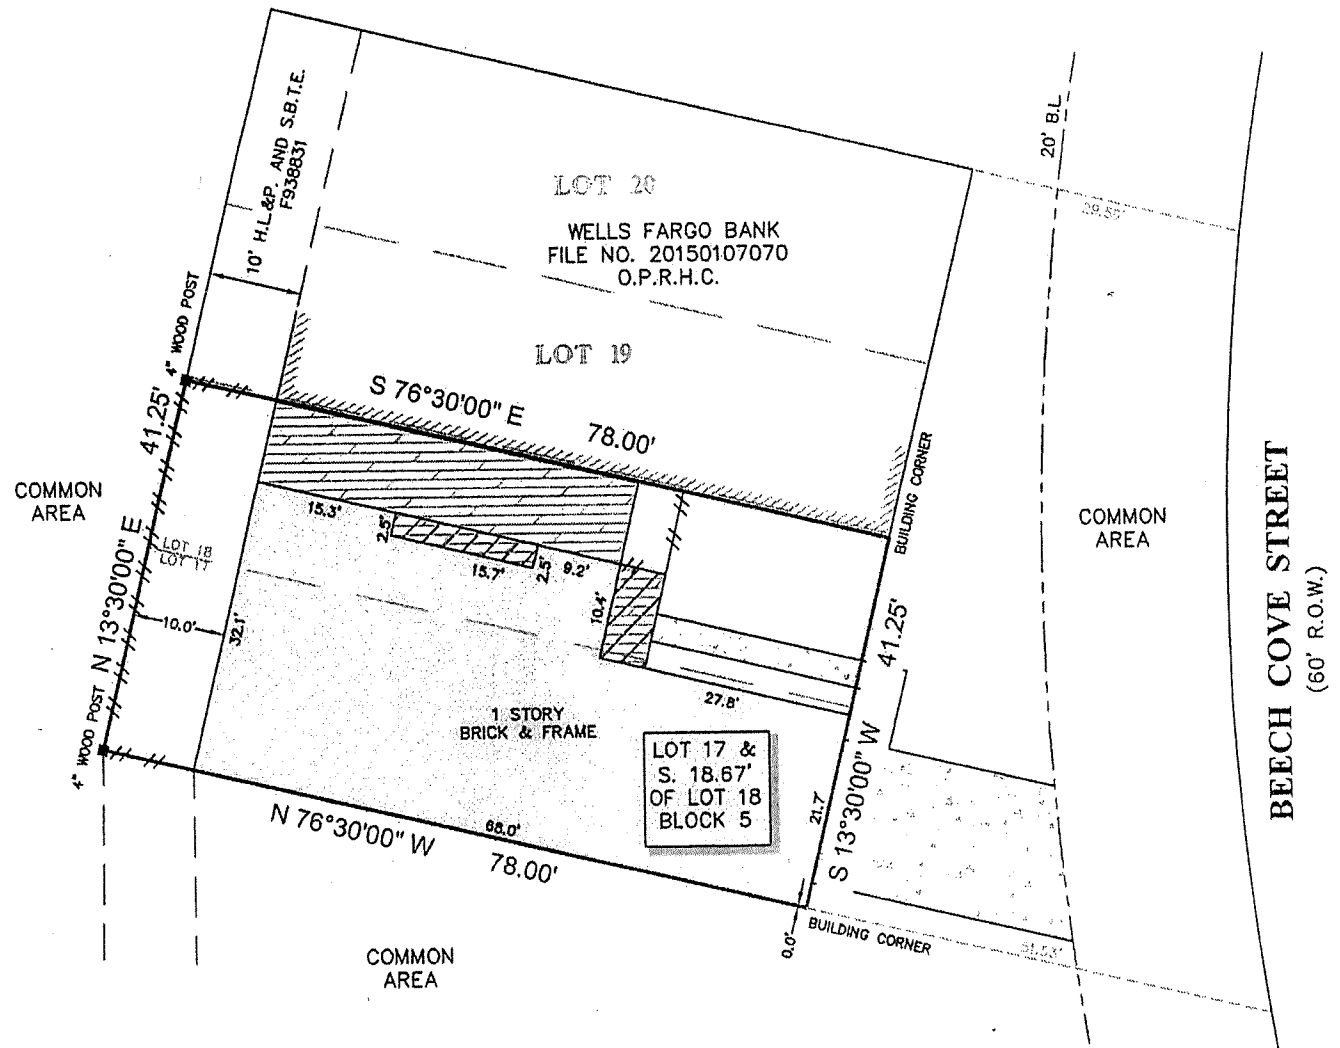 10' H.L.&P. AND S.B.T.E.
F938831
LOT 20
WELLS FARGO BANK
FILE NO. 20150107070
O.P.R.H.C.
LOT 19
20' B.L.
4" WOOD POST
41.25'
S 76°30'00" E
78.00'
BUILDING CORNER
COMMON
AREA
N 13°30'00" E
LOT 18
LOT 17
10.0'
32.1'
15.3'
2.5'
15.7'
2.5'
9.2'
10.4'
27.8'
COMMON
AREA
BEECH COVE STREET
(60' R.O.W.)
41.25'
S 13°30'00" W
21.7'
1 STORY
BRICK & FRAME
LOT 17 &
S. 18.67'
OF LOT 18
BLOCK 5
4" WOOD POST
N 76°30'00" W
68.0'
78.00'
0.0'
BUILDING CORNER
51.53'
COMMON
AREA